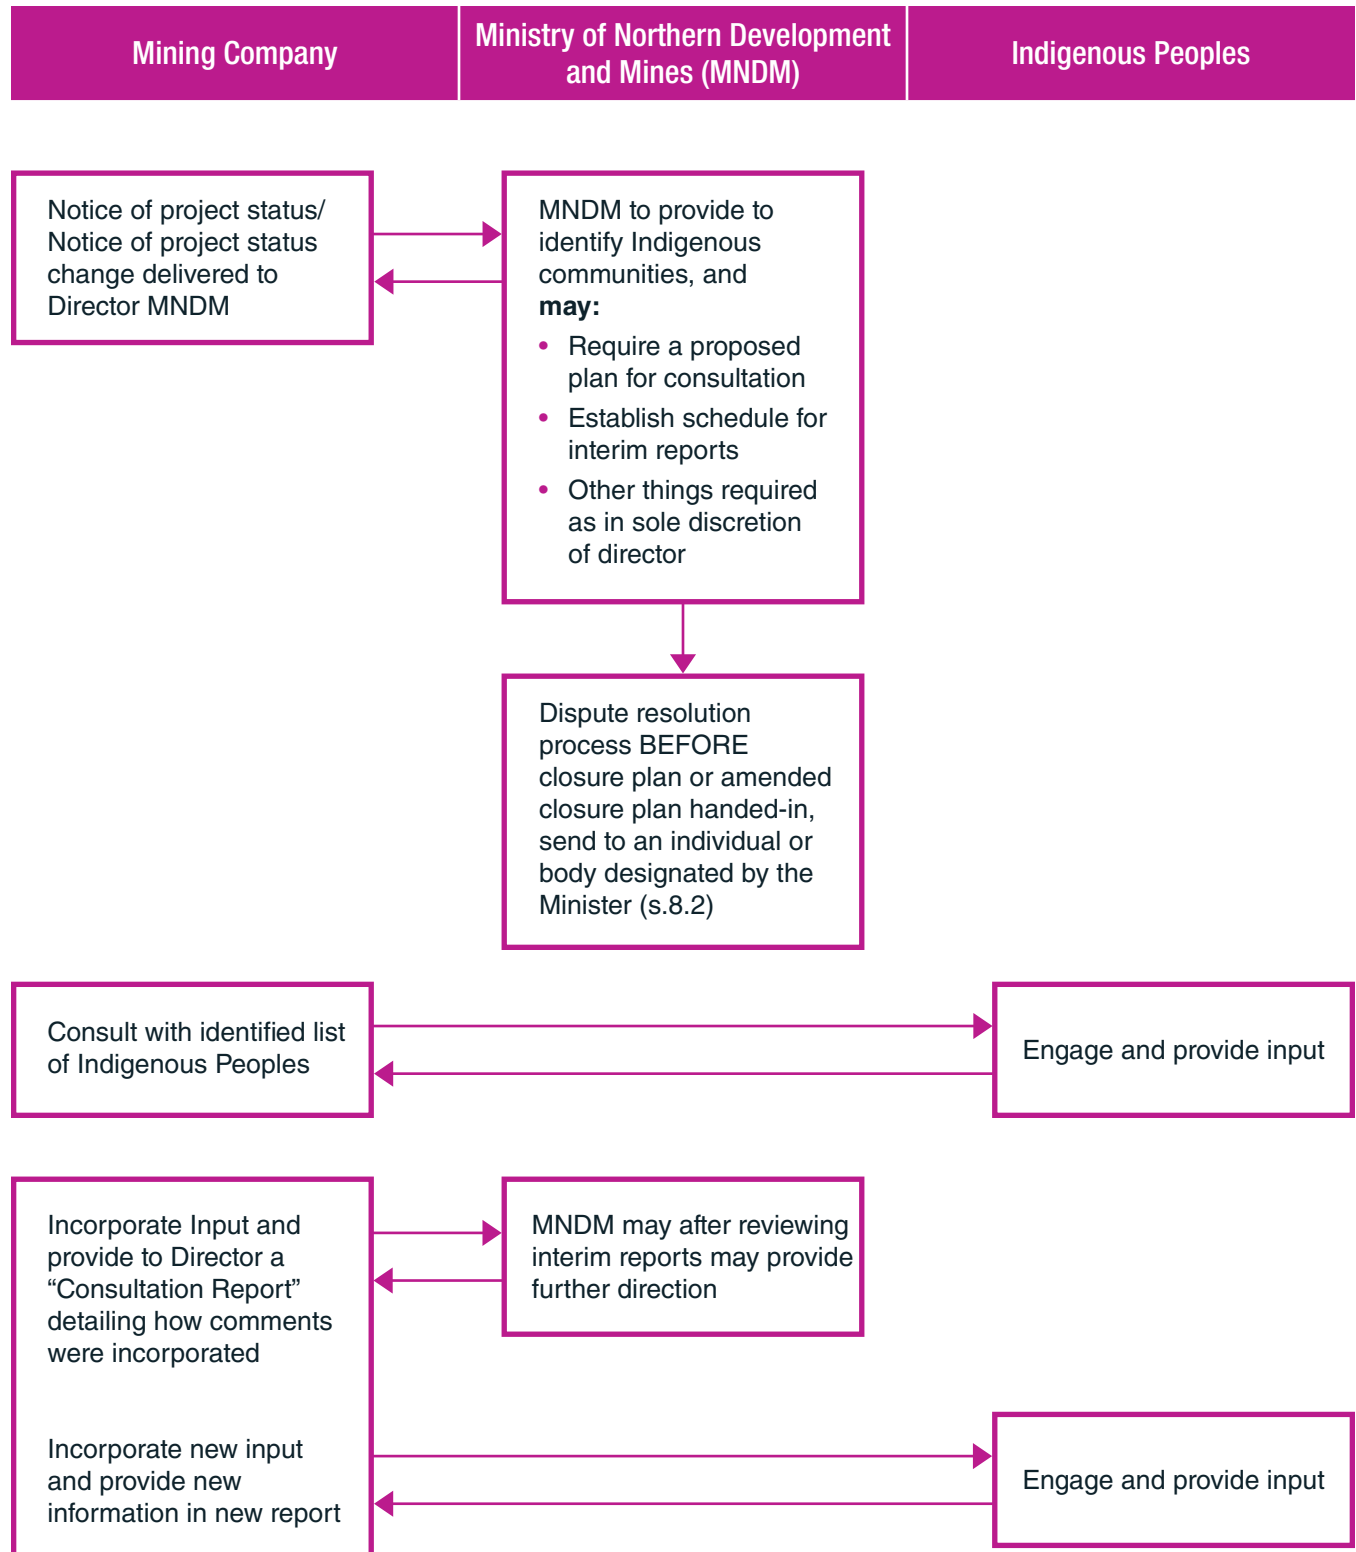 Mining Company
Ministry of Northern Development
and Mines (MNDM)
Indigenous Peoples
Notice of project status/
Notice of project status
change delivered to
Director MNDM
MNDM to provide to
identify Indigenous
communities, and
may:
• Require a proposed
plan for consultation
• Establish schedule for
interim reports
• Other things required
as in sole discretion
of director
Dispute resolution
process BEFORE
closure plan or amended
closure plan handed-in,
send to an individual or
body designated by the
Minister (s.8.2)
Consult with identified list
of Indigenous Peoples
Engage and provide input
Incorporate Input and
provide to Director a
“Consultation Report”
detailing how comments
were incorporated
MNDM may after reviewing
interim reports may provide
further direction
Incorporate new input
and provide new
information in new report
Engage and provide input